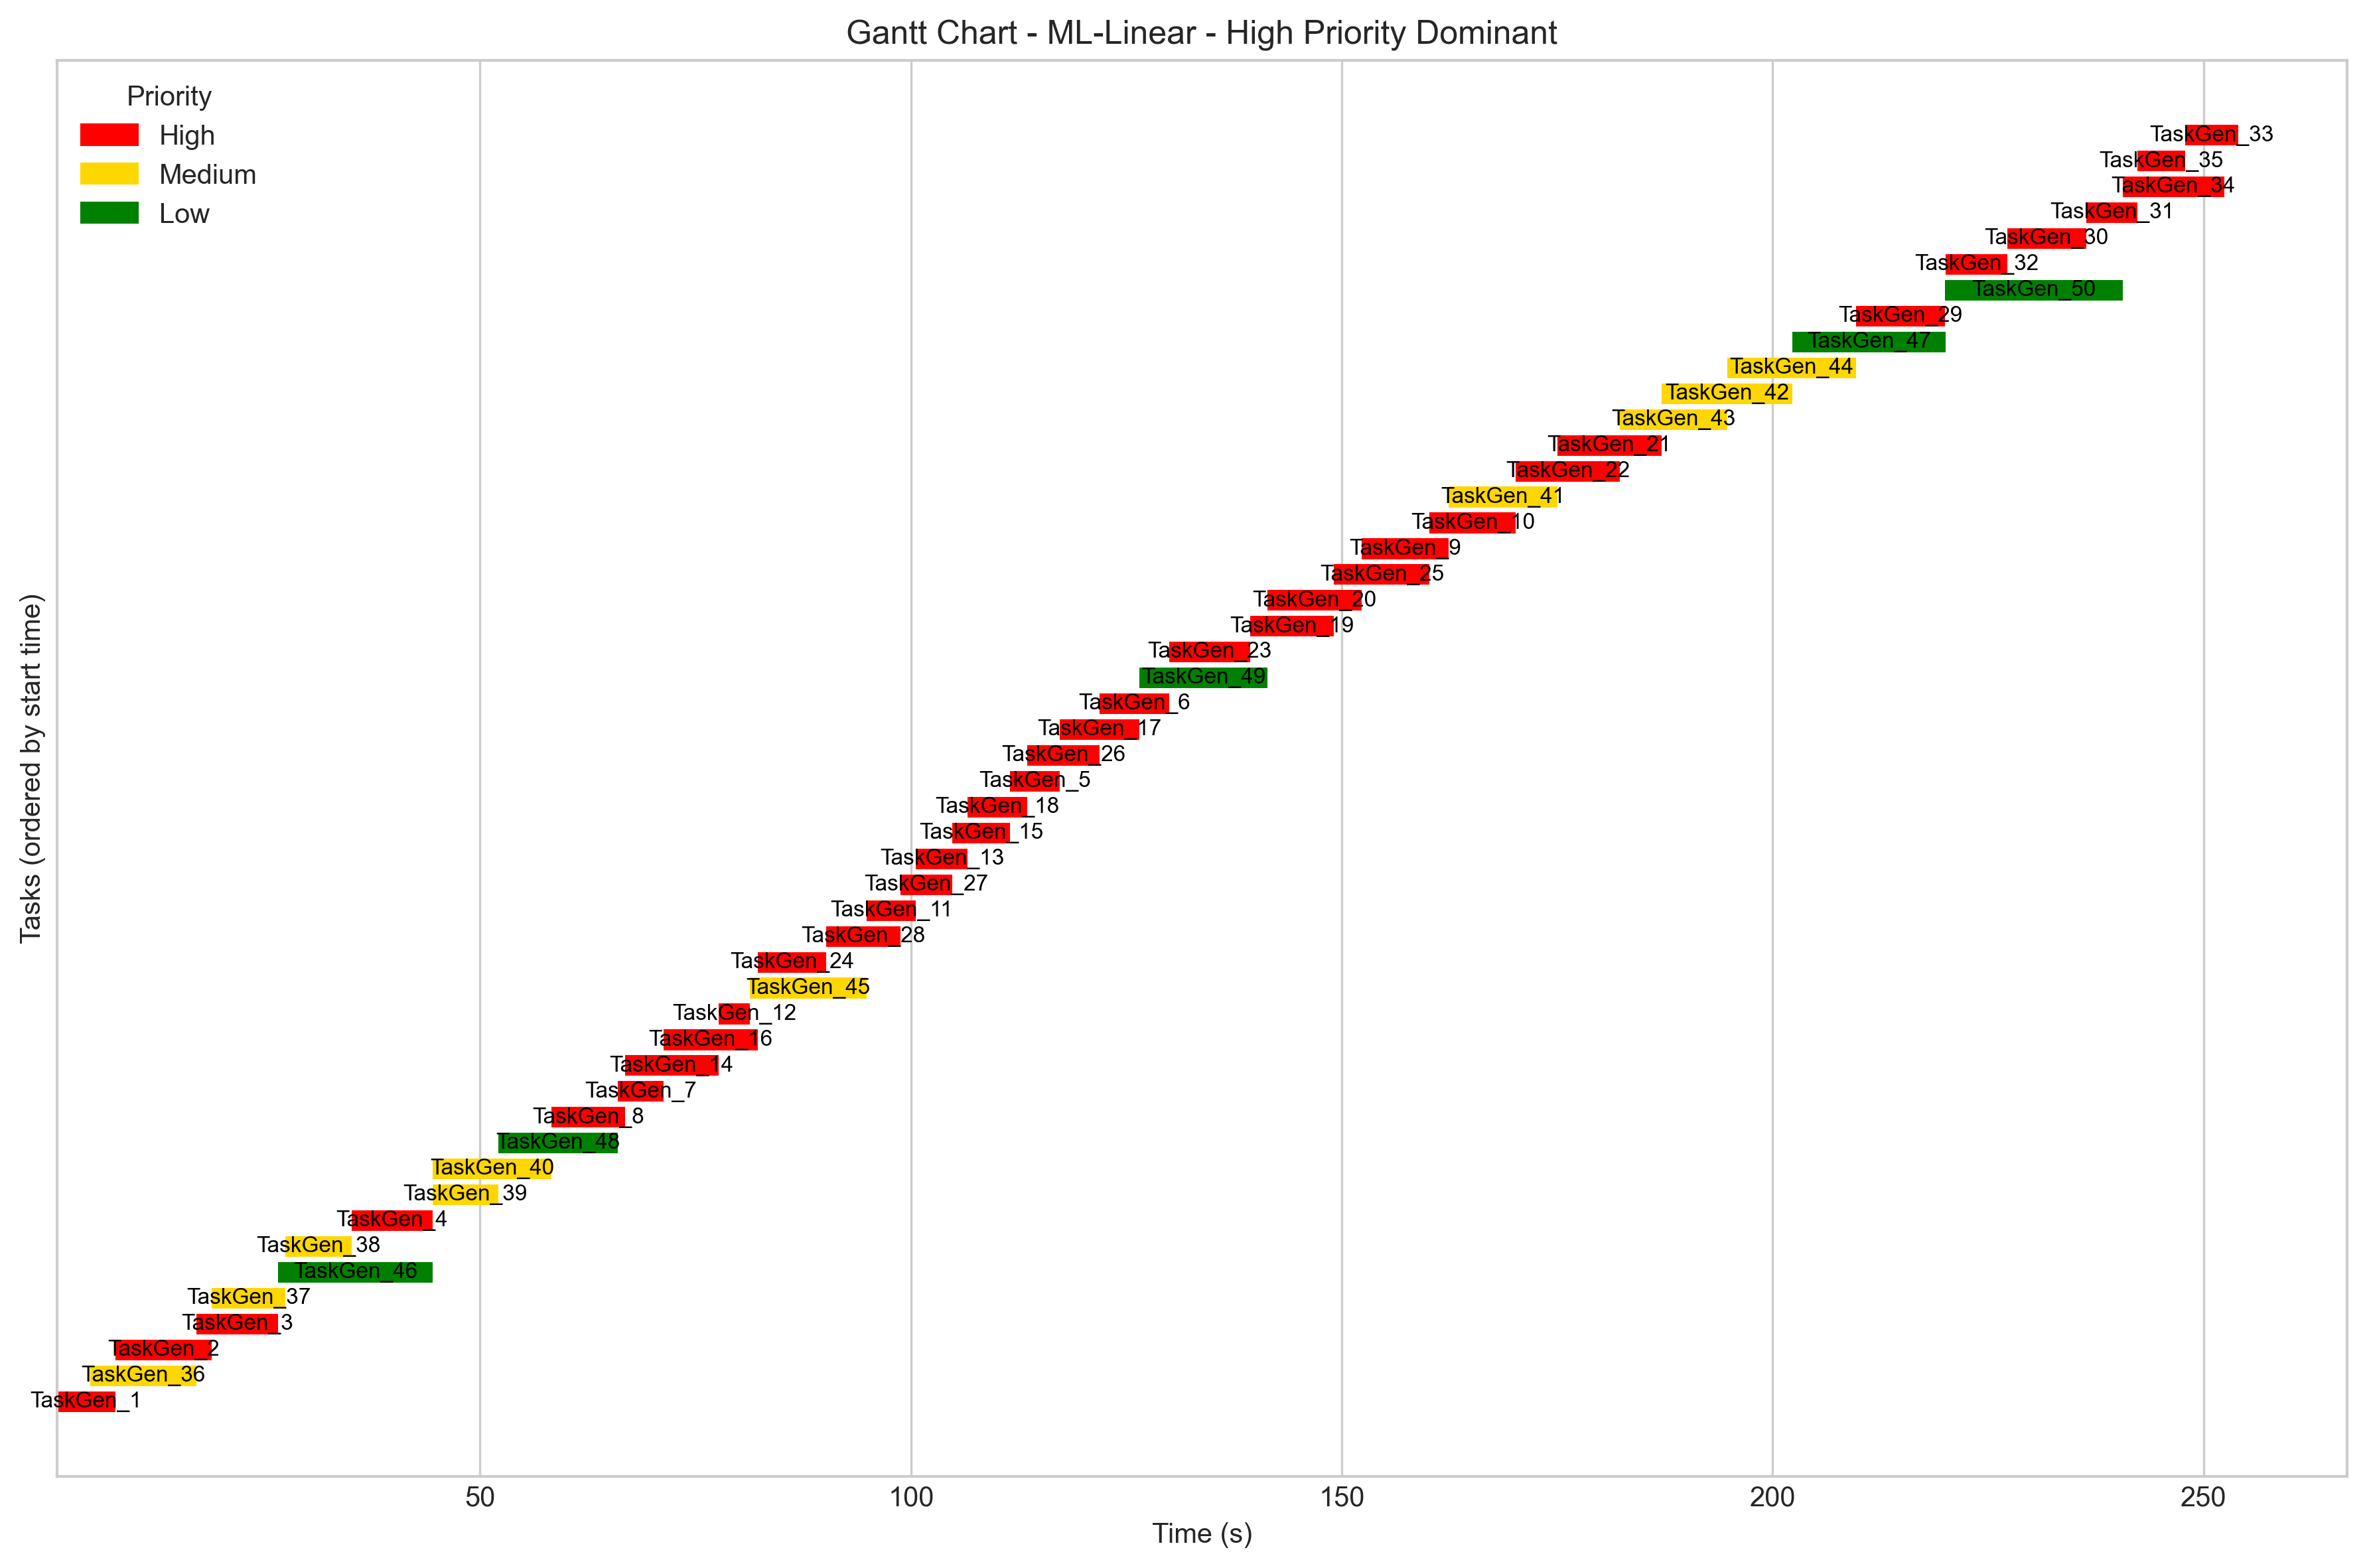 Gantt Chart - ML-Linear - High Priority Dominant
Priority
High
Medium
Low
TaskGen_33
TaskGen_35
TaskGen_34
TaskGen_31
TaskGen_30
TaskGen_32
TaskGen_50
TaskGen_29
TaskGen_47
TaskGen_44
TaskGen_42
TaskGen_43
TaskGen_21
TaskGen_22
TaskGen_41
TaskGen_10
TaskGen_9
TaskGen_25
TaskGen_20
TaskGen_19
TaskGen_23
TaskGen_49
TaskGen_6
TaskGen_17
TaskGen_26
TaskGen_5
TaskGen_18
TaskGen_15
TaskGen_13
TaskGen_27
TaskGen_11
TaskGen_28
TaskGen_24
TaskGen_45
TaskGen_12
TaskGen_16
TaskGen_14
TaskGen_7
TaskGen_8
TaskGen_48
TaskGen_40
TaskGen_39
TaskGen_4
TaskGen_38
TaskGen_46
TaskGen_37
TaskGen_3
TaskGen_2
TaskGen_36
TaskGen_1
Tasks (ordered by start time)
50 100 150 200 250
Time (s)